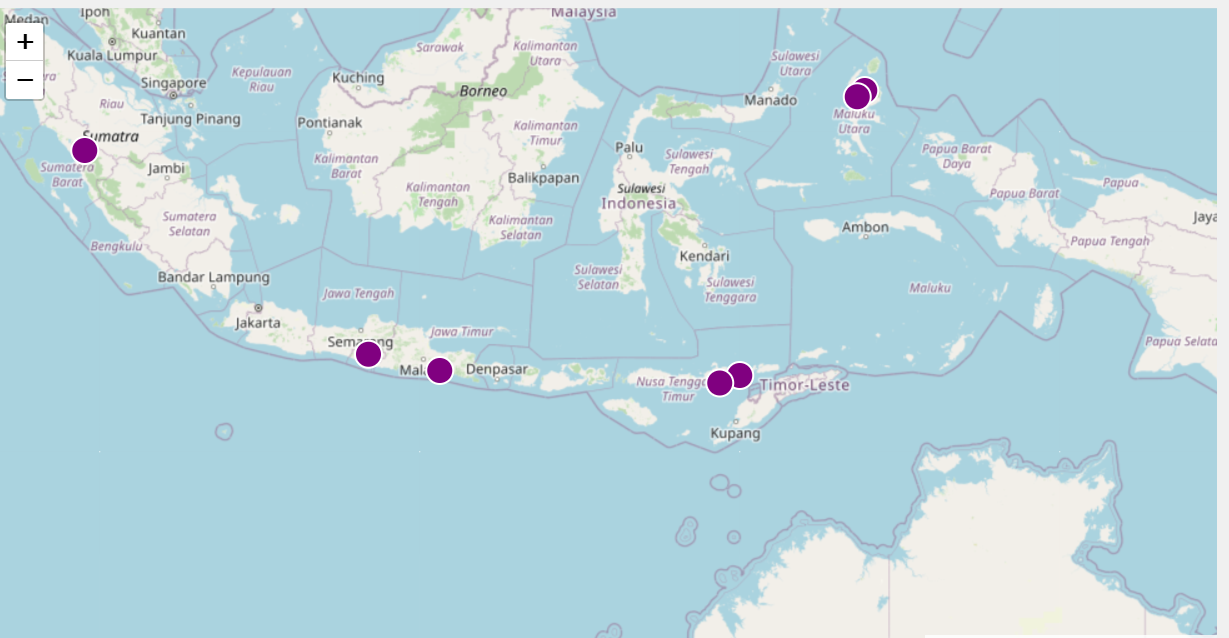 Malaysia
Medan
Ipoh
+
Kuantan
Kuala Lumpur
Sarawak
Kalimantan
Utara
Sulawesi
Utara
Kepulauan
Riau
Kuching
−
Singapore
Borneo
Manado
Riau
Tanjung Pinang
Pontianak
Maluku
Utara
Kalimantan
Timur
Sumatra
Palu
Papua Barat
Daya
Kalimantan
Barat
Sulawesi
Tengah
Sumatera
Barat
Jambi
Balikpapan
Papua
Kalimantan
Tengah
Sulawesi
Indonesia
Papua Barat
Sumatera
Selatan
Kalimantan
Selatan
Ambon
Jaya
Bengkulu
Papua Tengah
Kendari
Bandar Lampung
Sulawesi
Selatan
Sulawesi
Tenggara
Maluku
Jawa Tengah
Jakarta
Jawa Timur
Semarang
Papua Selata
Mala
Denpasar
Nusa Tengga
Timur
Timor-Leste
Kupang